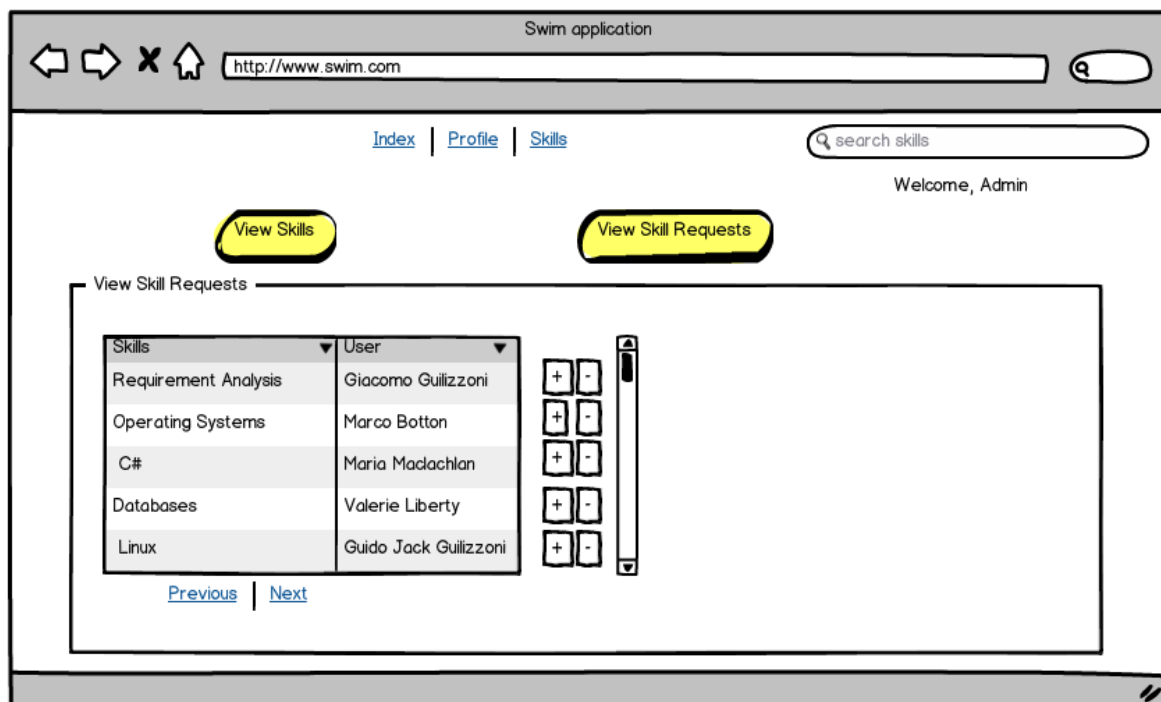 Swim application
http://www.swim.com
Index Profile Skills
search skills
Welcome, Admin
View Skills View Skill Requests
View Skill Requests
Skills User
Requirement Analysis Giacomo Guilizzoni + -
Operating Systems Marco Botton + -
C# Maria Maclachlan + -
Databases Valerie Liberty + -
Linux Guido Jack Guilizzoni + -
Previous Next